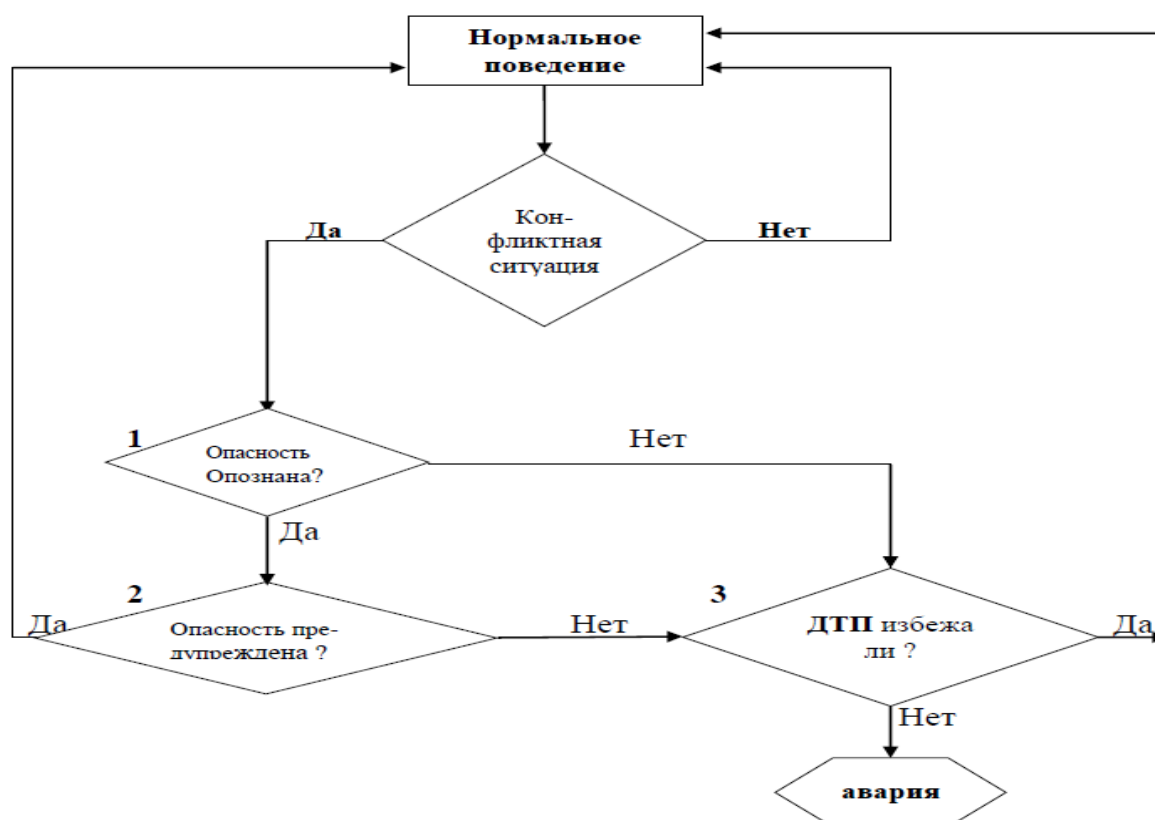 Нормальное
поведение
Кон-
фликтная
ситуация
Да
Нет
1
Опасность
Опознана?
Нет
Да
2
Опасность пре-
дупреждена ?
Да
Нет
3
ДТП избежа
ли ?
Да
Нет
авария